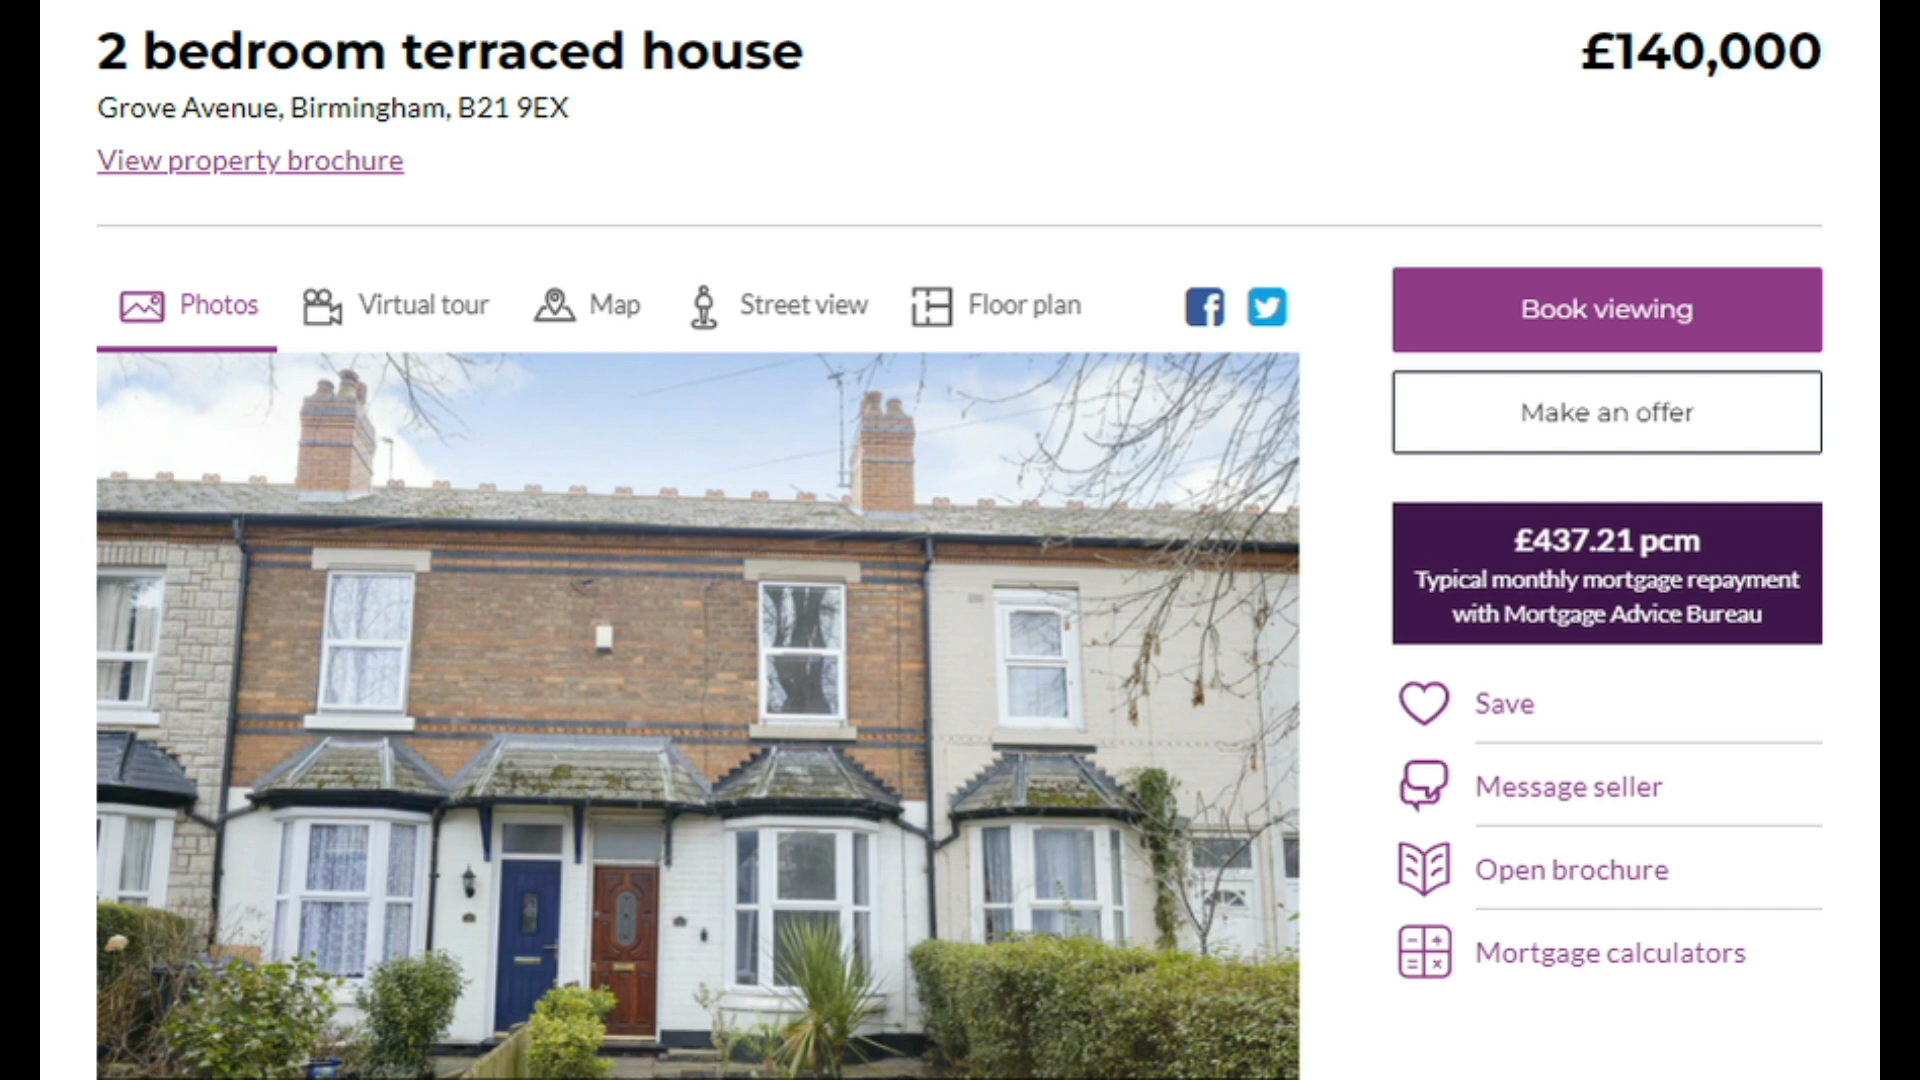 2 bedroom terraced house
£140,000
Grove Avenue, Birmingham, B21 9EX
View property brochure
Photos
Virtual tour
Map
Street view
Floor plan
Book viewing
Make an offer
£437.21 pcm
Typical monthly mortgage repayment
with Mortgage Advice Bureau
Save
Message seller
Open brochure
Mortgage calculators